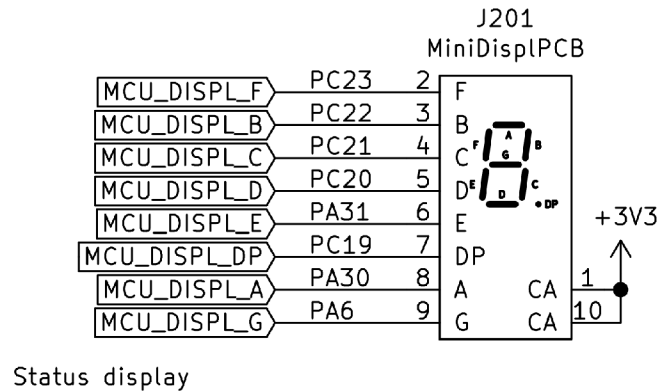 J201
MiniDisplPCB
MCU_DISPL_F PC23 2 F
MCU_DISPL_B PC22 3 B
MCU_DISPL_C PC21 4 C
MCU_DISPL_D PC20 5 D
MCU_DISPL_E PA31 6 E
MCU_DISPL_DP PC19 7 DP
MCU_DISPL_A PA30 8 A CA 1
MCU_DISPL_G PA6 9 G CA 10
A
F B
G
E C
D
DP
+3V3
Status display